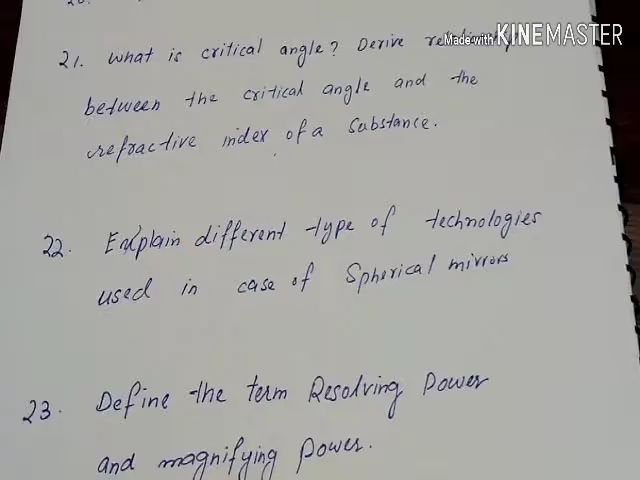 20.
21. What is critical angle? Derive
Made with KINEMASTER
between the critical angle and the
refractive index of a substance.
22. Explain different type of technologies
used in case of Spherical mirrors
23. Define the term Resolving Power
and magnifying power.